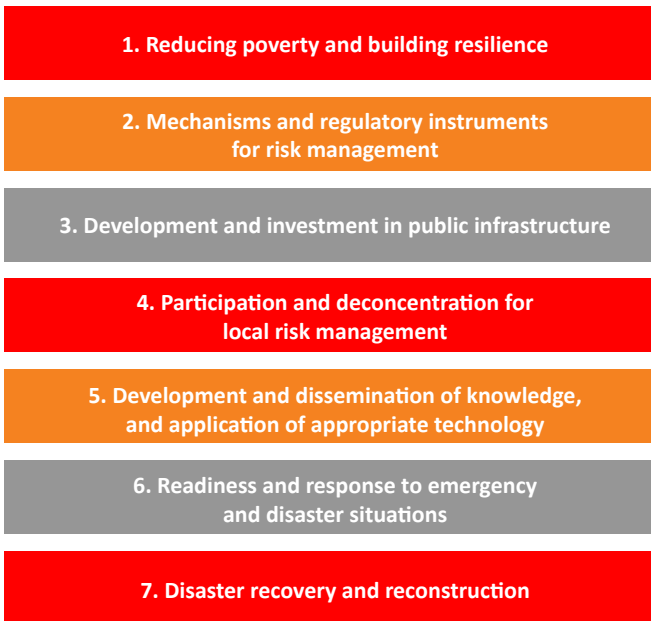 1. Reducing poverty and building resilience
2. Mechanisms and regulatory instruments
for risk management
3. Development and investment in public infrastructure
4. Participation and deconcentration for
local risk management
5. Development and dissemination of knowledge,
and application of appropriate technology
6. Readiness and response to emergency
and disaster situations
7. Disaster recovery and reconstruction